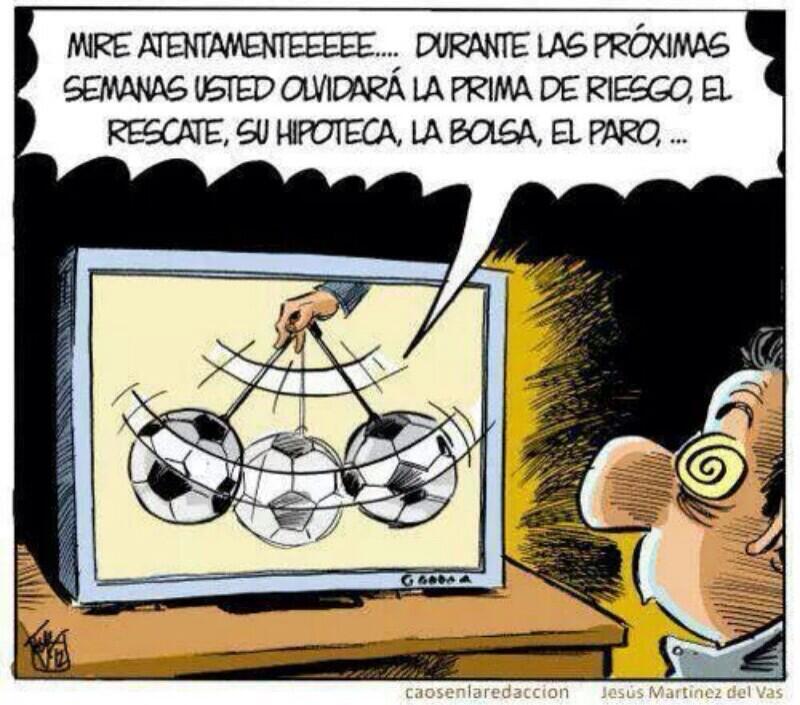 MIRE ATENTAMENTEEEEE.... DURANTE LAS PRÓXIMAS
SEMANAS USTED OLVIDARÁ LA PRIMA DE RIESGO, EL
RESCATE, SU HIPOTECA, LA BOLSA, EL PARO, ...
caosenlaredaccion Jesús Martínez del Vas